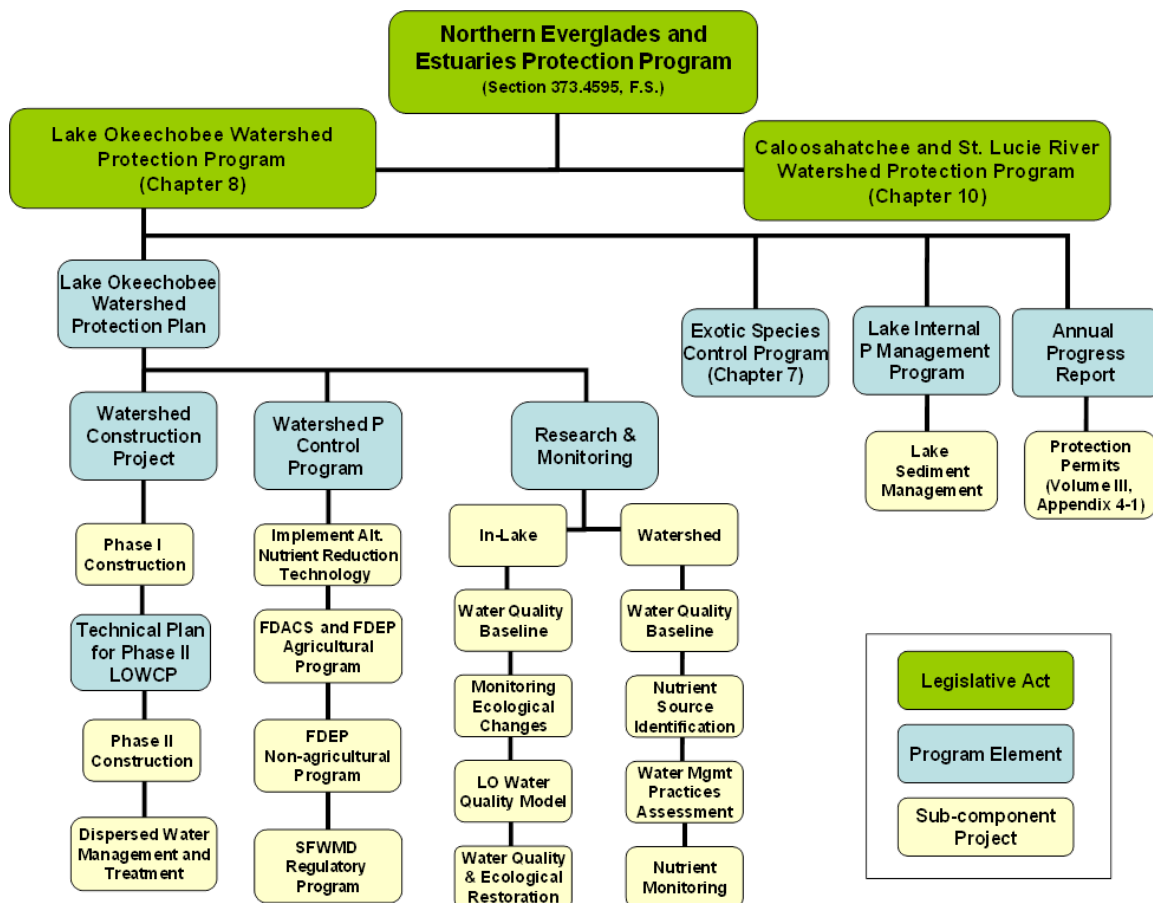 Northern Everglades and
Estuaries Protection Program
(Section 373.4595, F.S.)
Lake Okeechobee Watershed
Protection Program
(Chapter 8)
Caloosahatchee and St. Lucie River
Watershed Protection Program
(Chapter 10)
Lake Okeechobee
Watershed
Protection Plan
Exotic Species
Control Program
(Chapter 7)
Lake Internal
P Management
Program
Annual
Progress
Report
Watershed
Construction
Project
Watershed P
Control
Program
Research &
Monitoring
Lake
Sediment
Management
Protection
Permits
(Volume III,
Appendix 4-1)
Phase I
Construction
Technical Plan
for Phase II
LOWCP
Phase II
Construction
Dispersed Water
Management and
Treatment
Implement Alt.
Nutrient Reduction
Technology
FDACS and FDEP
Agricultural
Program
FDEP
Non-agricultural
Program
SFWMD
Regulatory
Program
In-Lake
Water Quality
Baseline
Monitoring
Ecological
Changes
LO Water
Quality Model
Water Quality
& Ecological
Restoration
Watershed
Water Quality
Baseline
Nutrient
Source
Identification
Water Mgmt
Practices
Assessment
Nutrient
Monitoring
Legislative Act
Program Element
Sub-component
Project